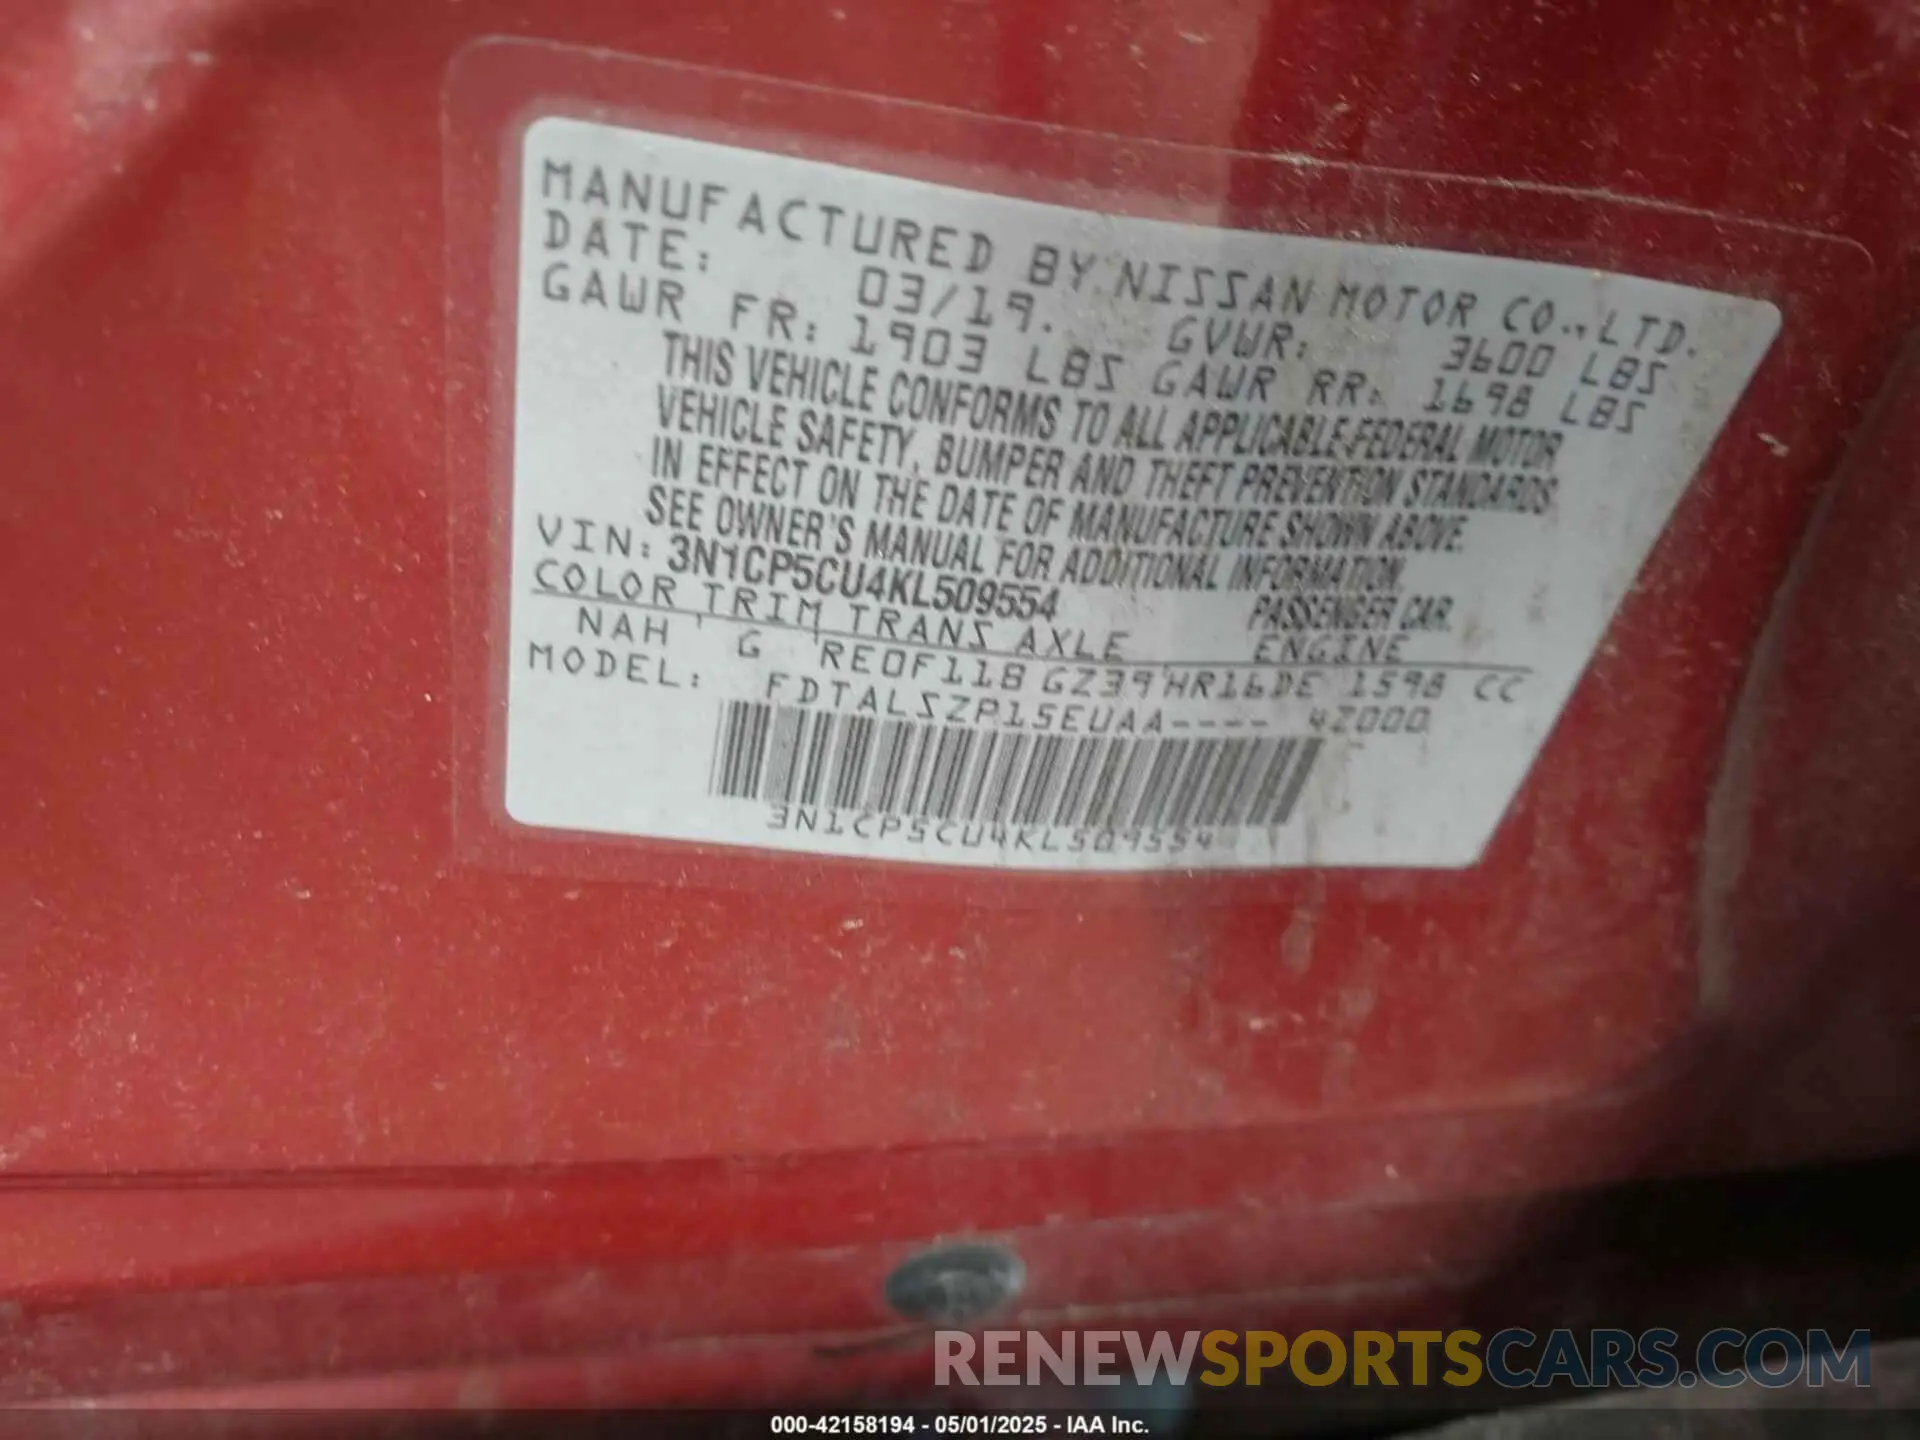 MANUFACTURED BY NISSAN MOTOR CO., LTD.
DATE: 03/19. GVWR: 3600 LBS
GAWR FR: 1903 LBS GAWR RR: 1698 LBS
THIS VEHICLE CONFORMS TO ALL APPLICABLE FEDERAL MOTOR
VEHICLE SAFETY, BUMPER AND THEFT PREVENTION STANDARDS
IN EFFECT ON THE DATE OF MANUFACTURE SHOWN ABOVE.
SEE OWNER'S MANUAL FOR ADDITIONAL INFORMATION.
VIN: 3N1CP5CU4KL509554 PASSENGER CAR.
COLOR TRIM TRANS AXLE ENGINE
NAH G RE0F11B GZ39 HR16DE 1598 CC
MODEL: FDTALSZP15EUAA---- 4Z000
3N1CP5CU4KL509554
RENEWSPORTSCARS.COM
000-42158194 - 05/01/2025 - IAA Inc.